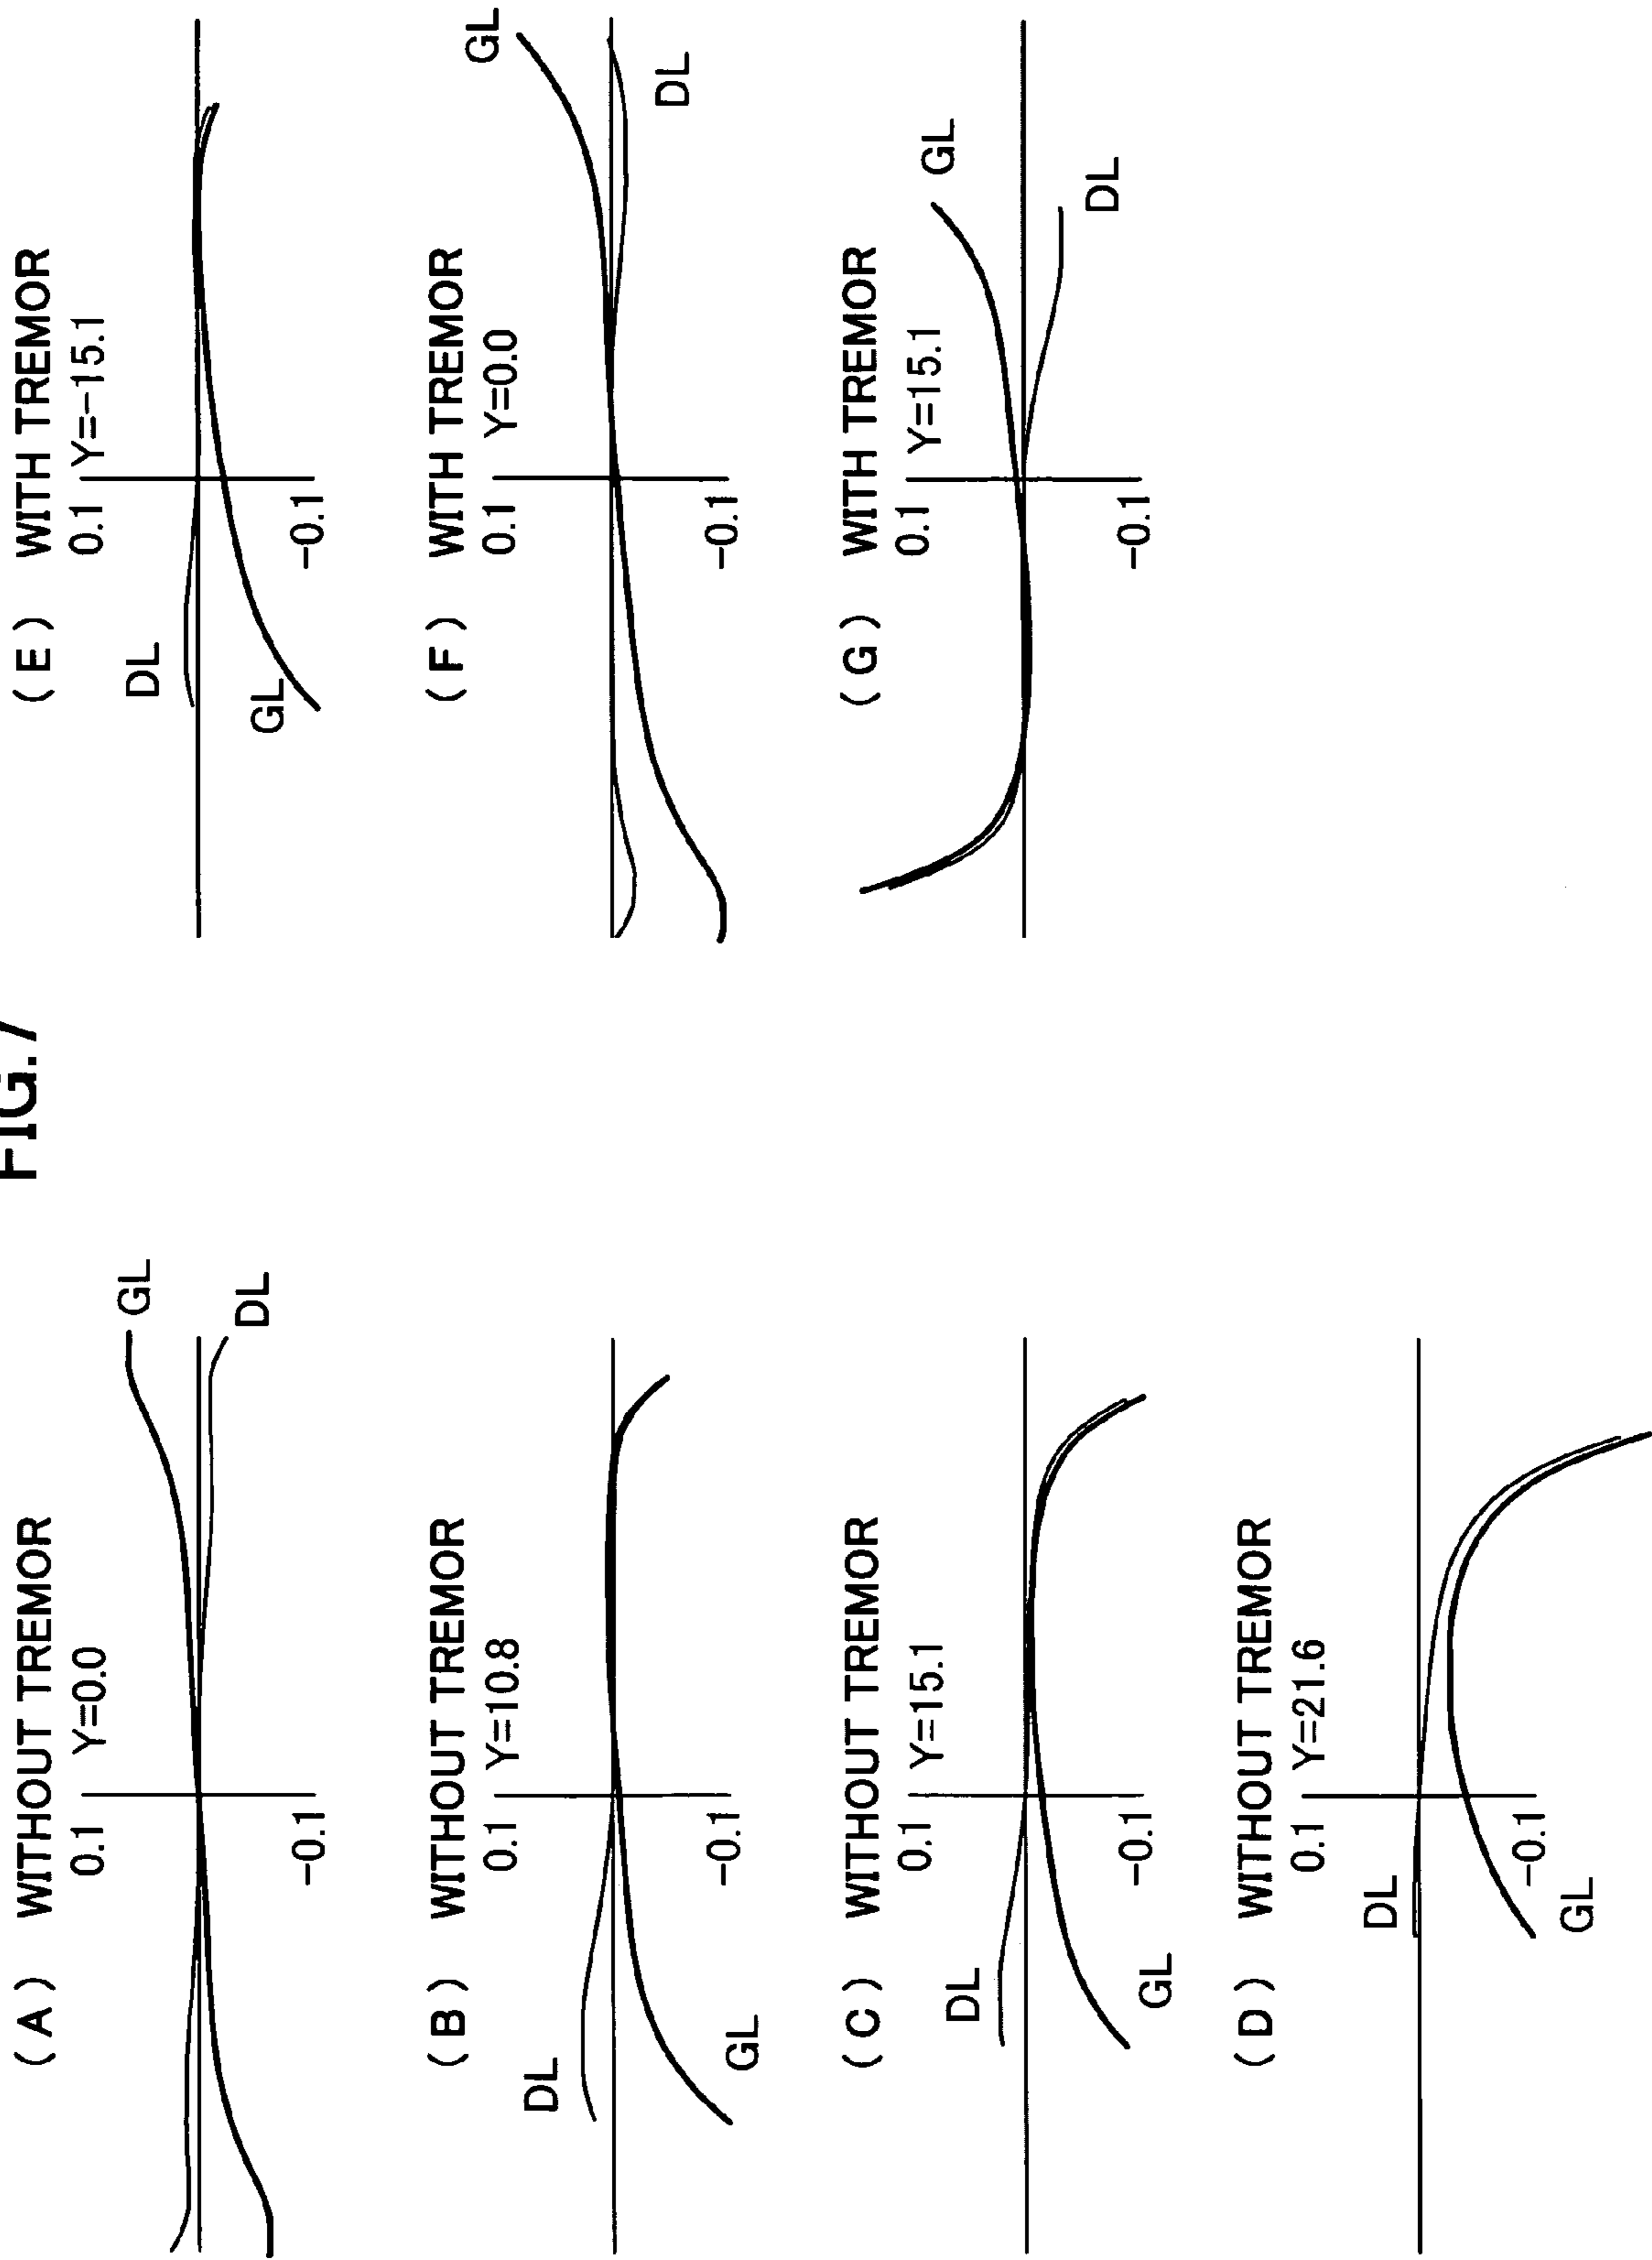 FIG.7
(A) WITHOUT TREMOR
0.1 Y=0.0
GL
DL
-0.1
(B) WITHOUT TREMOR
0.1 Y=10.8
DL
GL
-0.1
(C) WITHOUT TREMOR
0.1 Y=15.1
DL
GL
-0.1
(D) WITHOUT TREMOR
0.1 Y=21.6
DL
GL
-0.1
(E) WITH TREMOR
0.1 Y=-15.1
DL
GL
-0.1
(F) WITH TREMOR
0.1 Y=0.0
GL
DL
-0.1
(G) WITH TREMOR
0.1 Y=15.1
GL
DL
-0.1